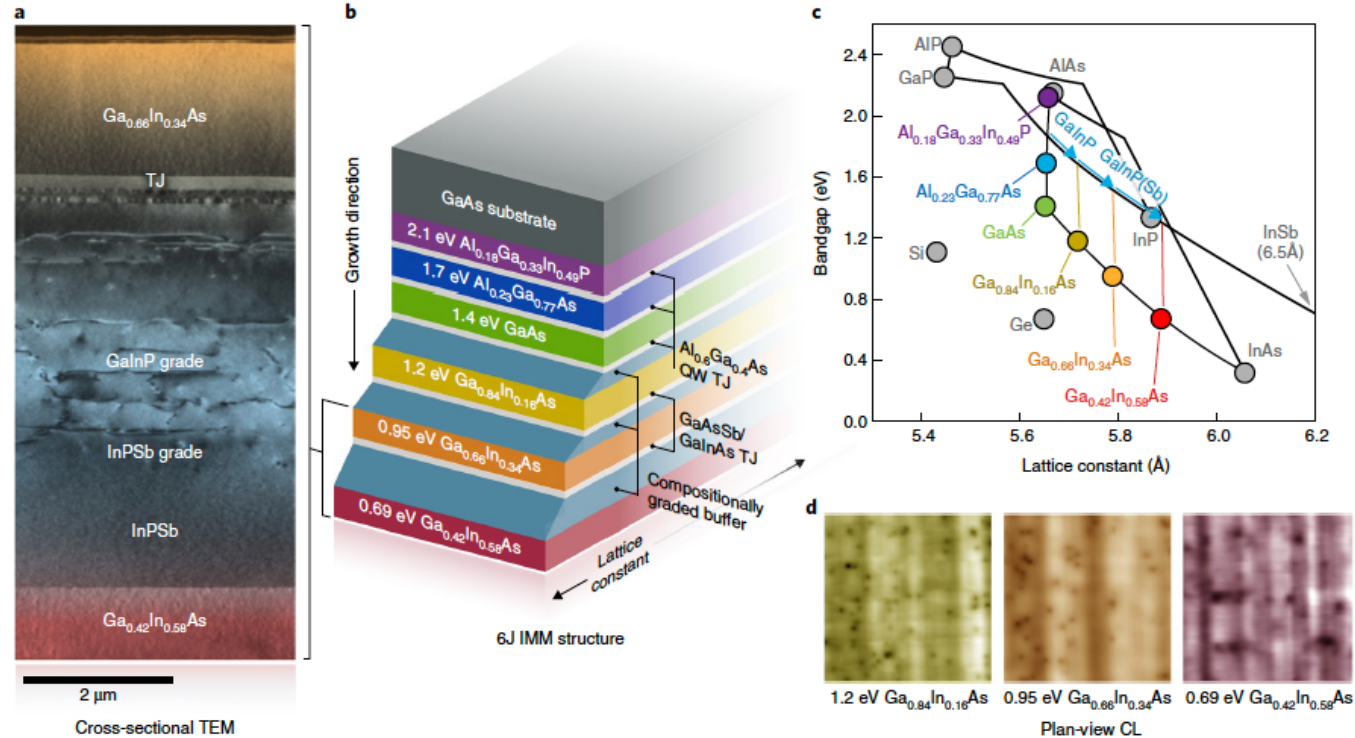 a
Ga₀.₆₆In₀.₃₄As
TJ
GaInP grade
InPSb grade
InPSb
Ga₀.₄₂In₀.₅₈As
2 μm
Cross-sectional TEM
b
Growth direction
GaAs substrate
2.1 eV Al₀.₁₈Ga₀.₃₃In₀.₄₉P
1.7 eV Al₀.₂₃Ga₀.₇₇As
1.4 eV GaAs
1.2 eV Ga₀.₈₄In₀.₁₆As
0.95 eV Ga₀.₆₆In₀.₃₄As
0.69 eV Ga₀.₄₂In₀.₅₈As
Al₀.₆Ga₀.₄As
QW TJ
GaAsSb/
GaInAs TJ
Compositionally
graded buffer
Lattice
constant
6J IMM structure
c
Bandgap (eV)
2.4
2.0
1.6
1.2
0.8
0.4
0.0
5.4
5.6
5.8
6.0
6.2
Lattice constant (Å)
AlP
GaP
AlAs
Al₀.₁₈Ga₀.₃₃In₀.₄₉P
GaInP
GaInP(Sb)
Al₀.₂₃Ga₀.₇₇As
GaAs
InP
InSb
(6.5Å)
Si
Ga₀.₈₄In₀.₁₆As
Ge
Ga₀.₆₆In₀.₃₄As
InAs
Ga₀.₄₂In₀.₅₈As
d
1.2 eV Ga₀.₈₄In₀.₁₆As
0.95 eV Ga₀.₆₆In₀.₃₄As
0.69 eV Ga₀.₄₂In₀.₅₈As
Plan-view CL